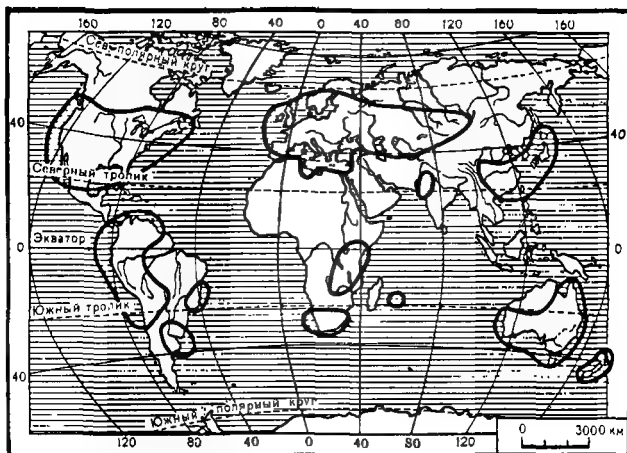 160 120 80 40 0 40 80 120 160 160
Сев. полярный круг
40 40
Северный тропик
Экватор
0 0
Южный тропик
40 40
Южный полярный круг
120 80 40 0 40 80 120
0 3000 км